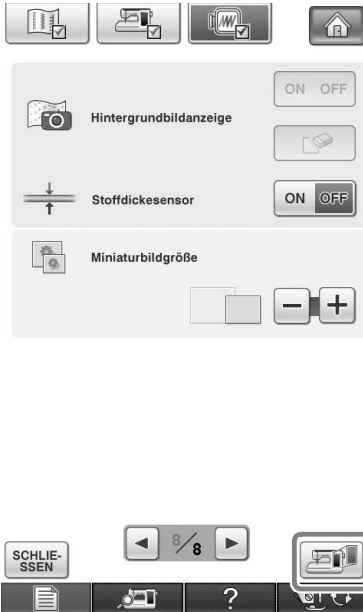 ON OFF
Hintergrundbildanzeige
Stoffdickesensor
ON OFF
Miniaturbildgröße
8/8
SCHLIE-
SSEN
?